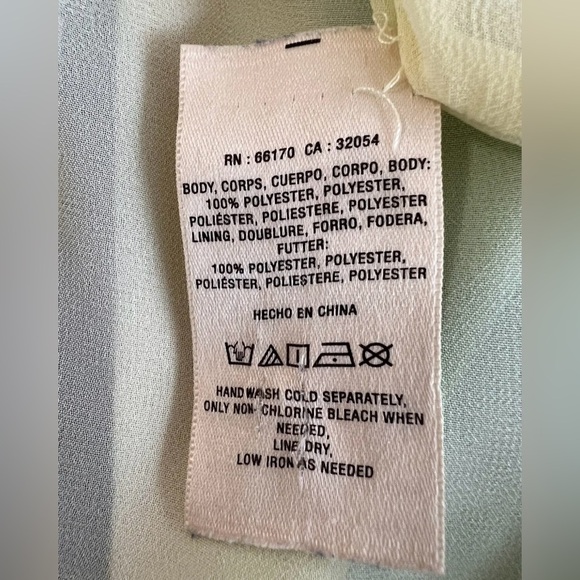 RN : 66170 CA : 32054
BODY, CORPS, CUERPO, CORPO, BODY:
100% POLYESTER, POLYESTER,
POLIÉSTER, POLIESTERE, POLYESTER
LINING, DOUBLURE, FORRO, FODERA,
FUTTER:
100% POLYESTER, POLYESTER,
POLIÉSTER, POLIESTERE, POLYESTER
HECHO EN CHINA
HAND WASH COLD SEPARATELY,
ONLY NON- CHLORINE BLEACH WHEN
NEEDED,
LINE DRY,
LOW IRON AS NEEDED